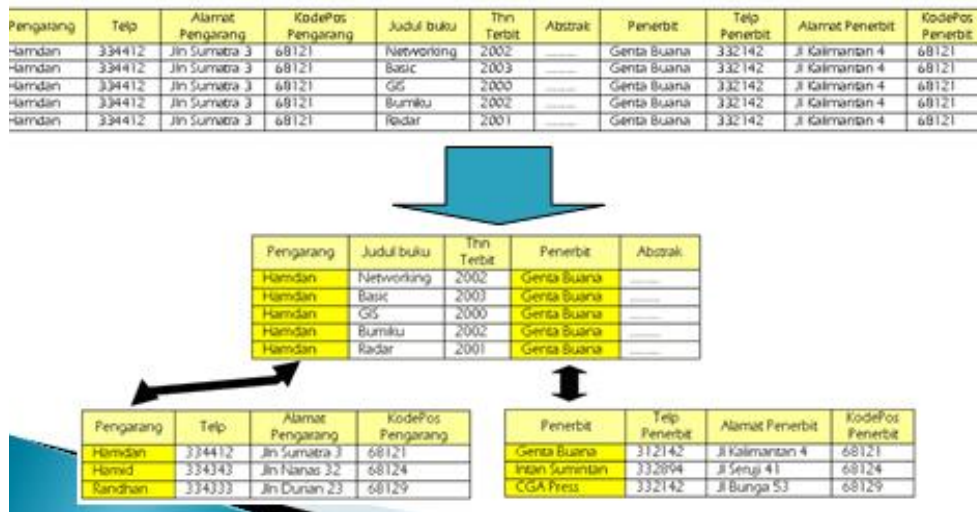 Pengarang Telp Alamat Pengarang KodePos Pengarang Judul buku Thn Terbit Abstrak Penerbit Telp Penerbit Alamat Penerbit KodePos Penerbit
Hamdan 334412 Jln Sumatra 3 68121 Networking 2002 ........ Genta Buana 332142 Jl Kalimantan 4 68121
Hamdan 334412 Jln Sumatra 3 68121 Basic 2003 ........ Genta Buana 332142 Jl Kalimantan 4 68121
Hamdan 334412 Jln Sumatra 3 68121 GIS 2000 ........ Genta Buana 332142 Jl Kalimantan 4 68121
Hamdan 334412 Jln Sumatra 3 68121 Bumiku 2002 ........ Genta Buana 332142 Jl Kalimantan 4 68121
Hamdan 334412 Jln Sumatra 3 68121 Radar 2001 ........ Genta Buana 332142 Jl Kalimantan 4 68121
Pengarang Judul buku Thn Terbit Penerbit Abstrak
Hamdan Networking 2002 Genta Buana ........
Hamdan Basic 2003 Genta Buana ........
Hamdan GIS 2000 Genta Buana ........
Hamdan Bumiku 2002 Genta Buana ........
Hamdan Radar 2001 Genta Buana ........
Pengarang Telp Alamat Pengarang KodePos Pengarang
Hamdan 334412 Jln Sumatra 3 68121
Hamid 334343 Jln Nanas 32 68124
Randhan 334333 Jln Durian 23 68129
Penerbit Telp Penerbit Alamat Penerbit KodePos Penerbit
Genta Buana 312142 Jl Kalimantan 4 68121
Intan Sumintan 332894 Jl Seruji 41 68124
CGA Press 332142 Jl Bunga 53 68129